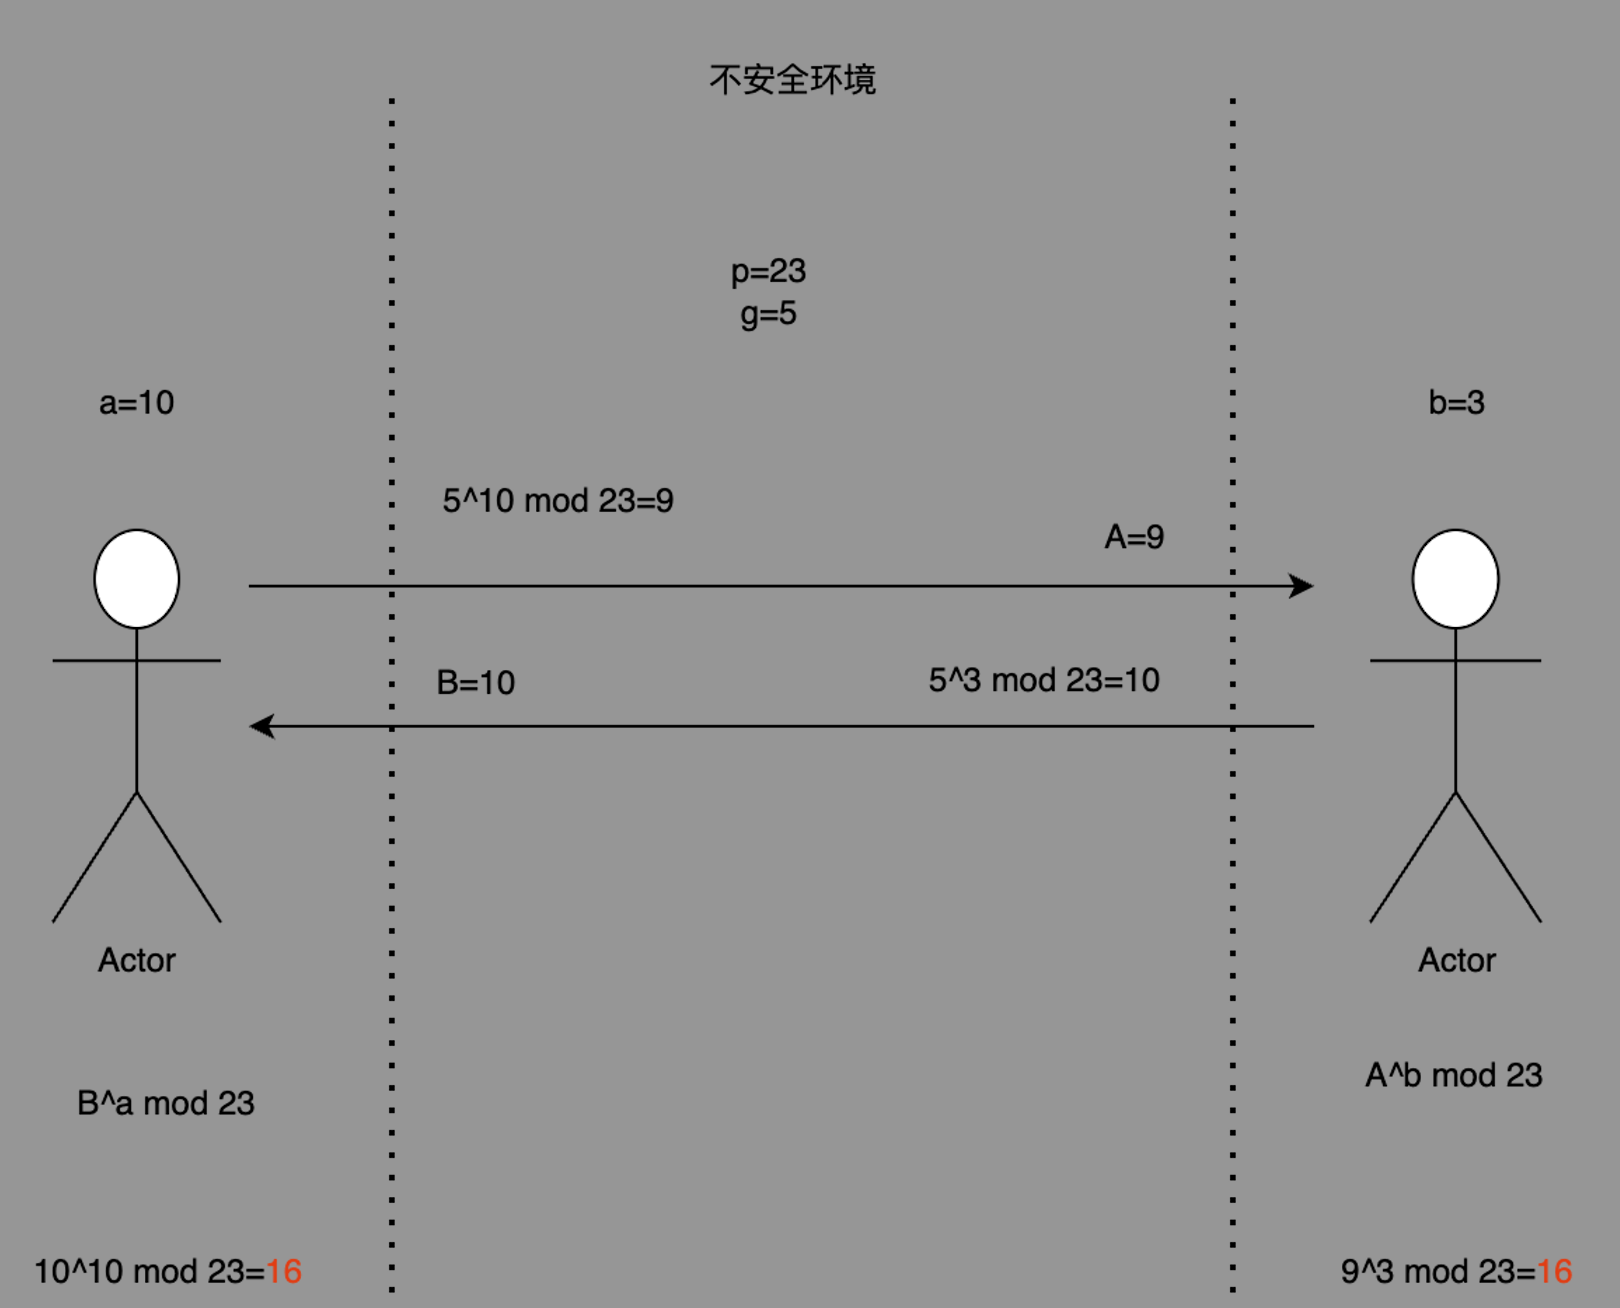 不安全环境
p=23
g=5
a=10
b=3
5^10 mod 23=9
A=9
B=10
5^3 mod 23=10
Actor
Actor
B^a mod 23
A^b mod 23
10^10 mod 23=16
9^3 mod 23=16